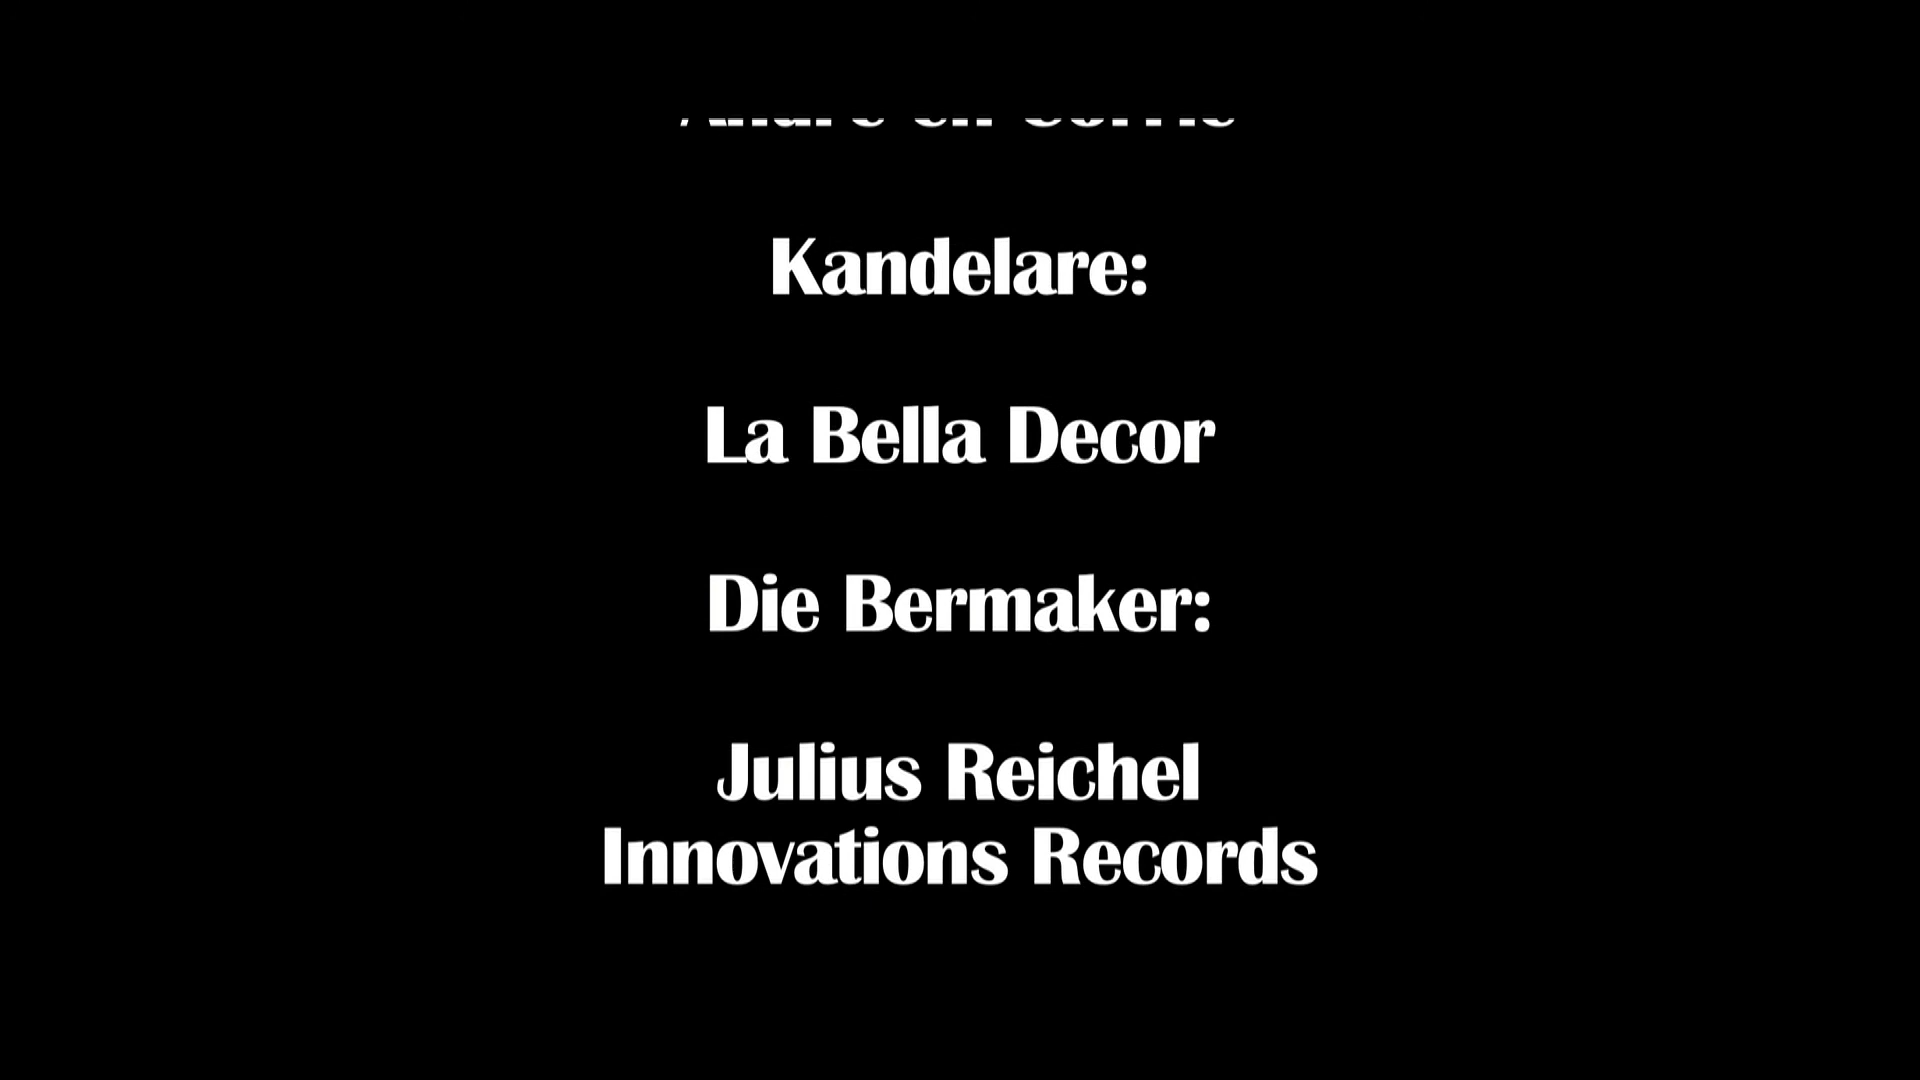 Kandelare:
La Bella Decor
Die Bermaker:
Julius Reichel
Innovations Records